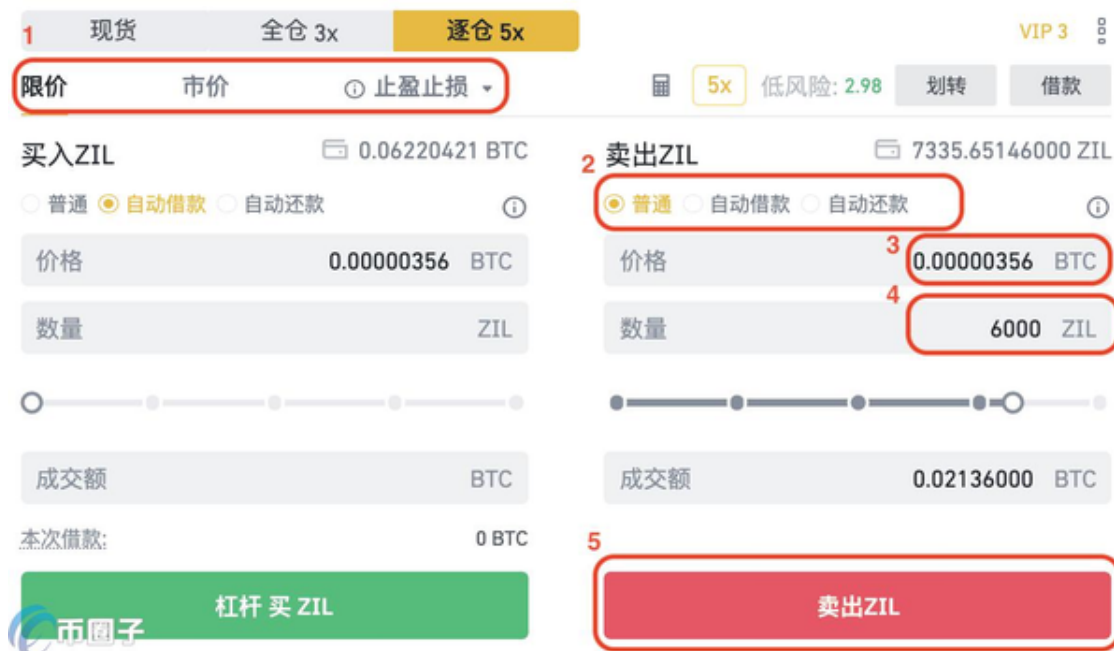 1 现货 全仓 3x 逐仓 5x VIP 3
限价 市价 止盈止损 5x 低风险: 2.98 划转 借款
买入ZIL 0.06220421 BTC
2 卖出ZIL 7335.65146000 ZIL
普通 自动借款 自动还款
普通 自动借款 自动还款
价格 0.00000356 BTC
价格 3 0.00000356 BTC
数量 ZIL
数量 4 6000 ZIL
成交额 BTC
成交额 0.02136000 BTC
本次借款: 0 BTC
5
杠杆 买 ZIL
卖出ZIL
币圈子